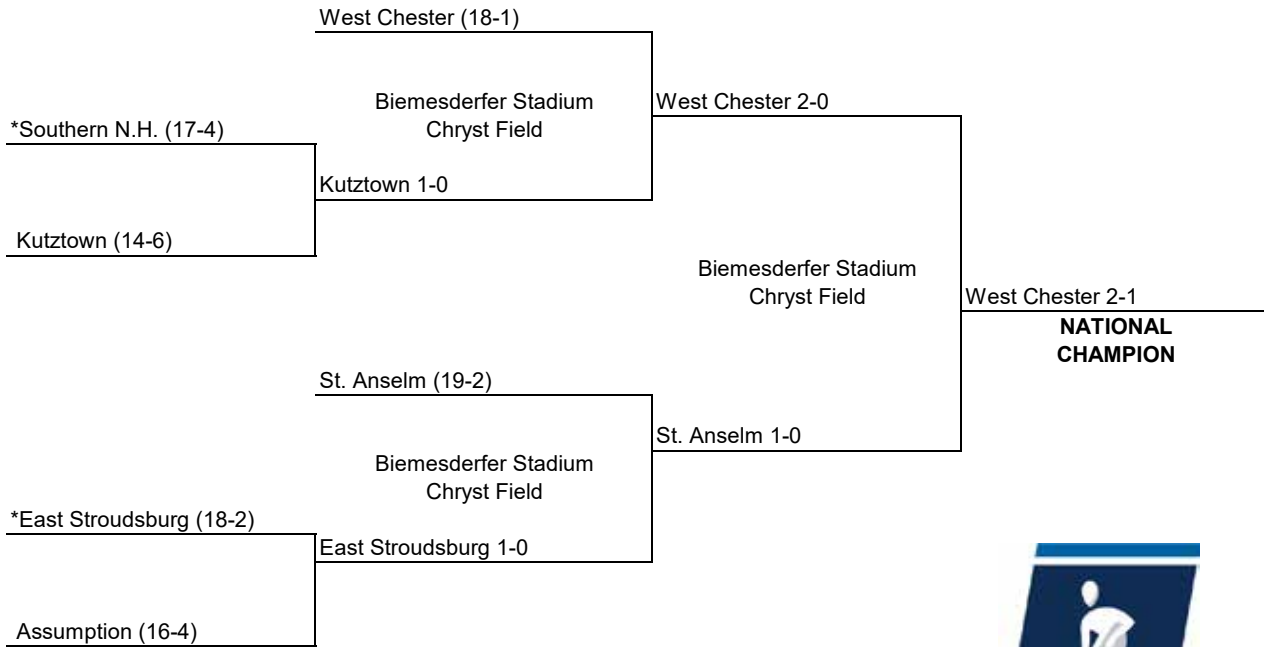 West Chester (18-1)
Biemesderfer Stadium
Chryst Field
West Chester 2-0
*Southern N.H. (17-4)
Kutztown 1-0
Kutztown (14-6)
Biemesderfer Stadium
Chryst Field
West Chester 2-1
NATIONAL
CHAMPION
St. Anselm (19-2)
St. Anselm 1-0
Biemesderfer Stadium
Chryst Field
*East Stroudsburg (18-2)
East Stroudsburg 1-0
Assumption (16-4)